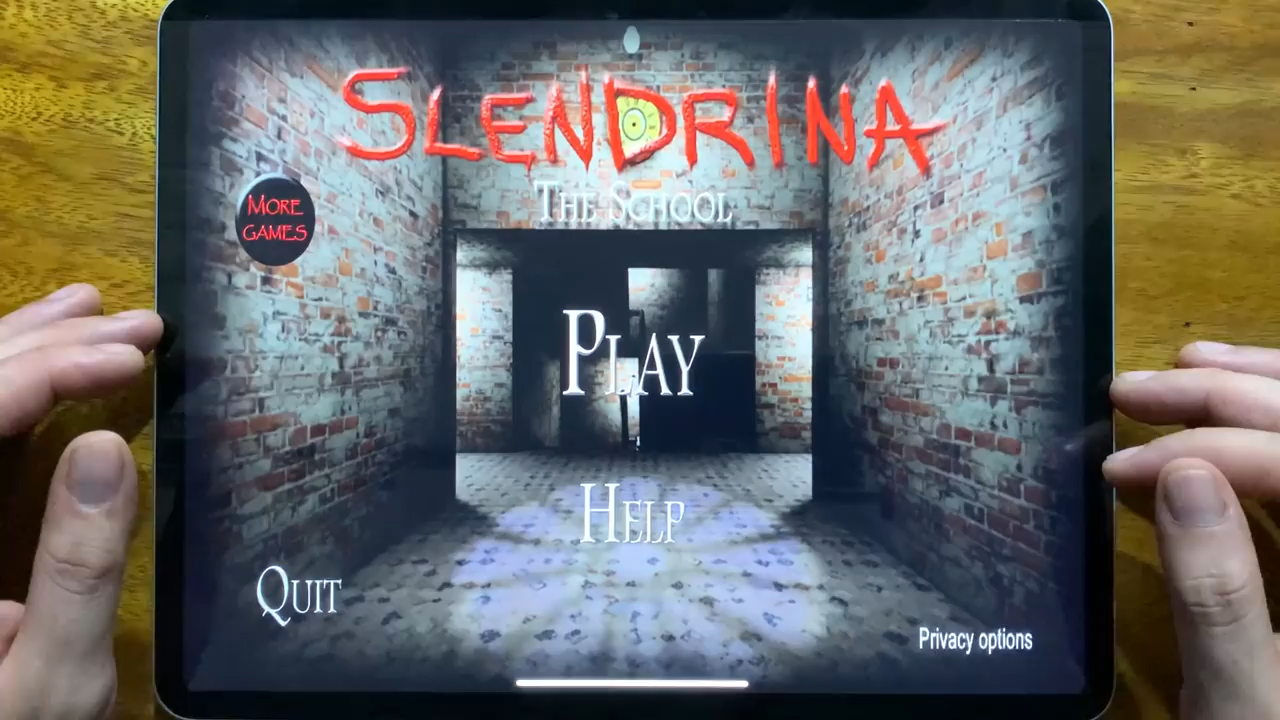 SLENDRINA
THE SCHOOL
MORE
GAMES
PLAY
HELP
QUIT
Privacy options